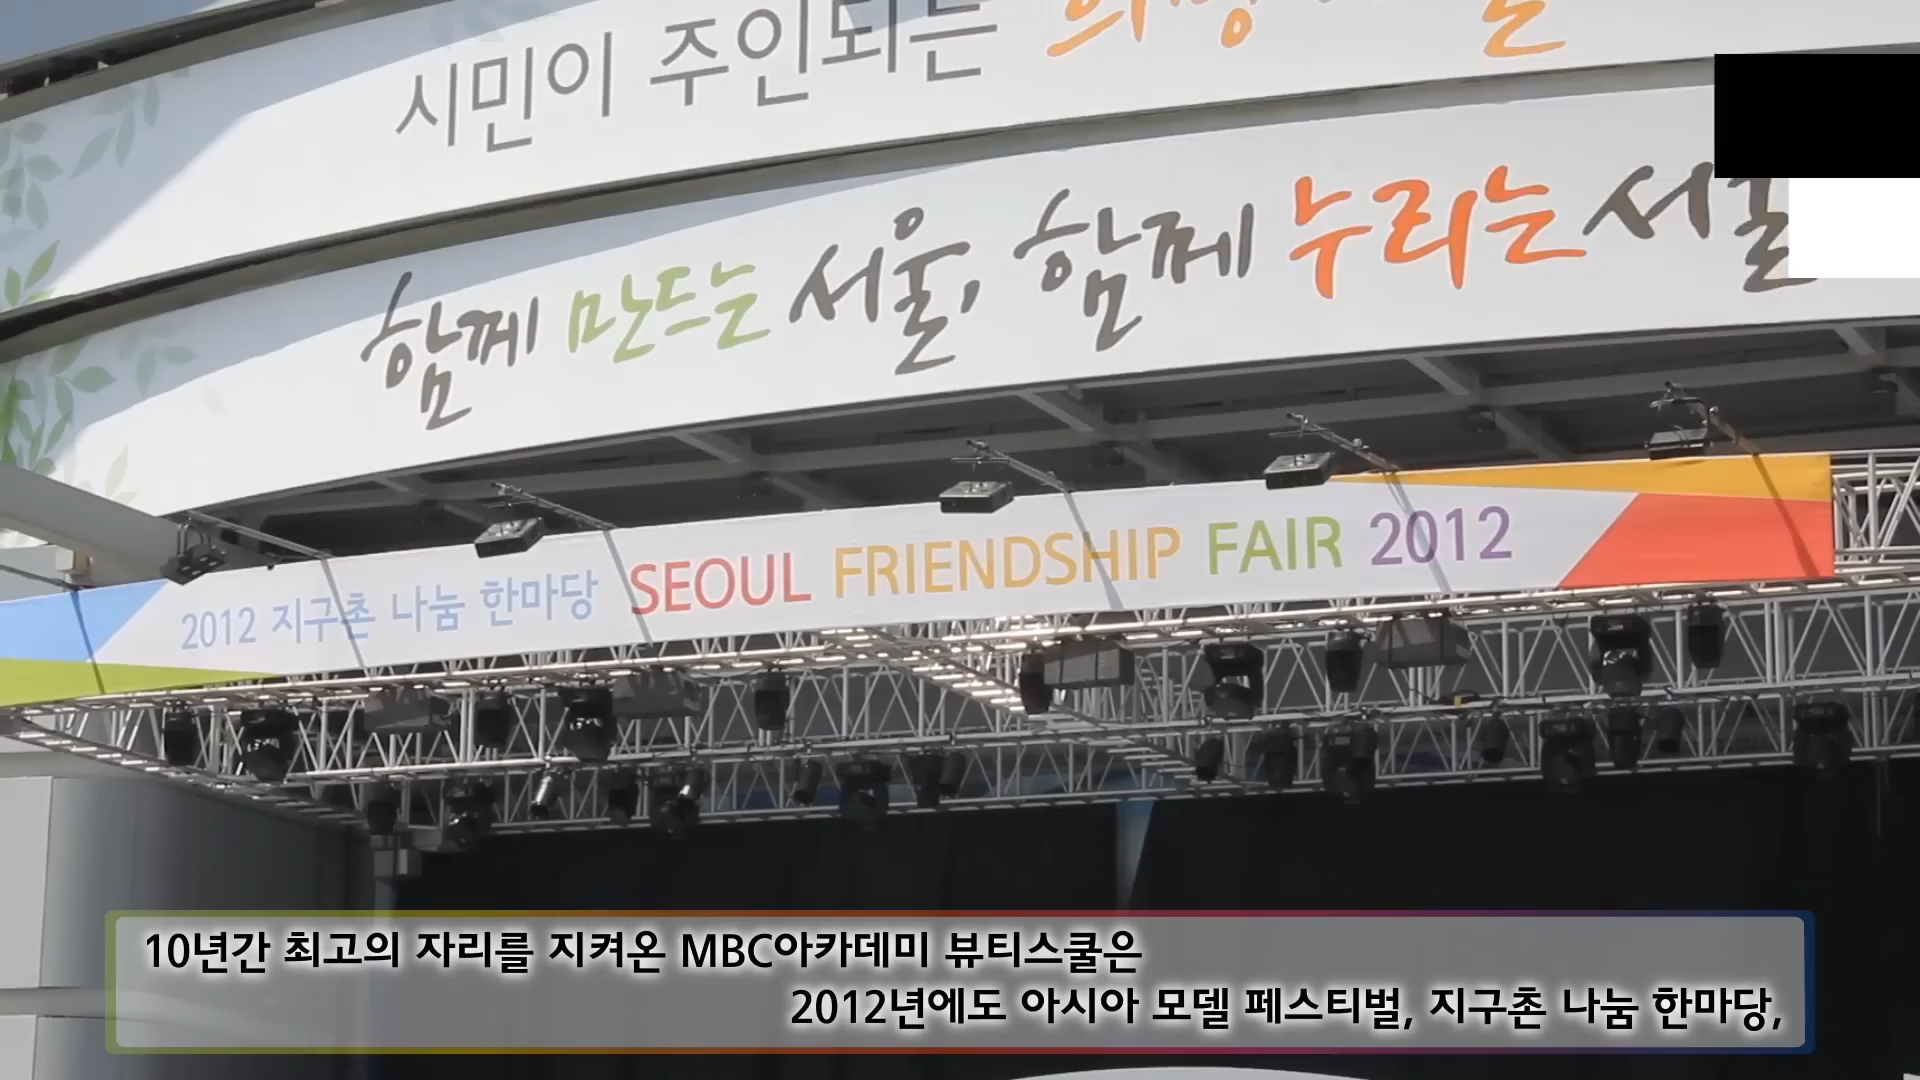 시민이 주인되는
함께 만드는 서울, 함께 누리는 서울
2012 지구촌 나눔 한마당 SEOUL FRIENDSHIP FAIR 2012
10년간 최고의 자리를 지켜온 MBC아카데미 뷰티스쿨은
2012년에도 아시아 모델 페스티벌, 지구촌 나눔 한마당,